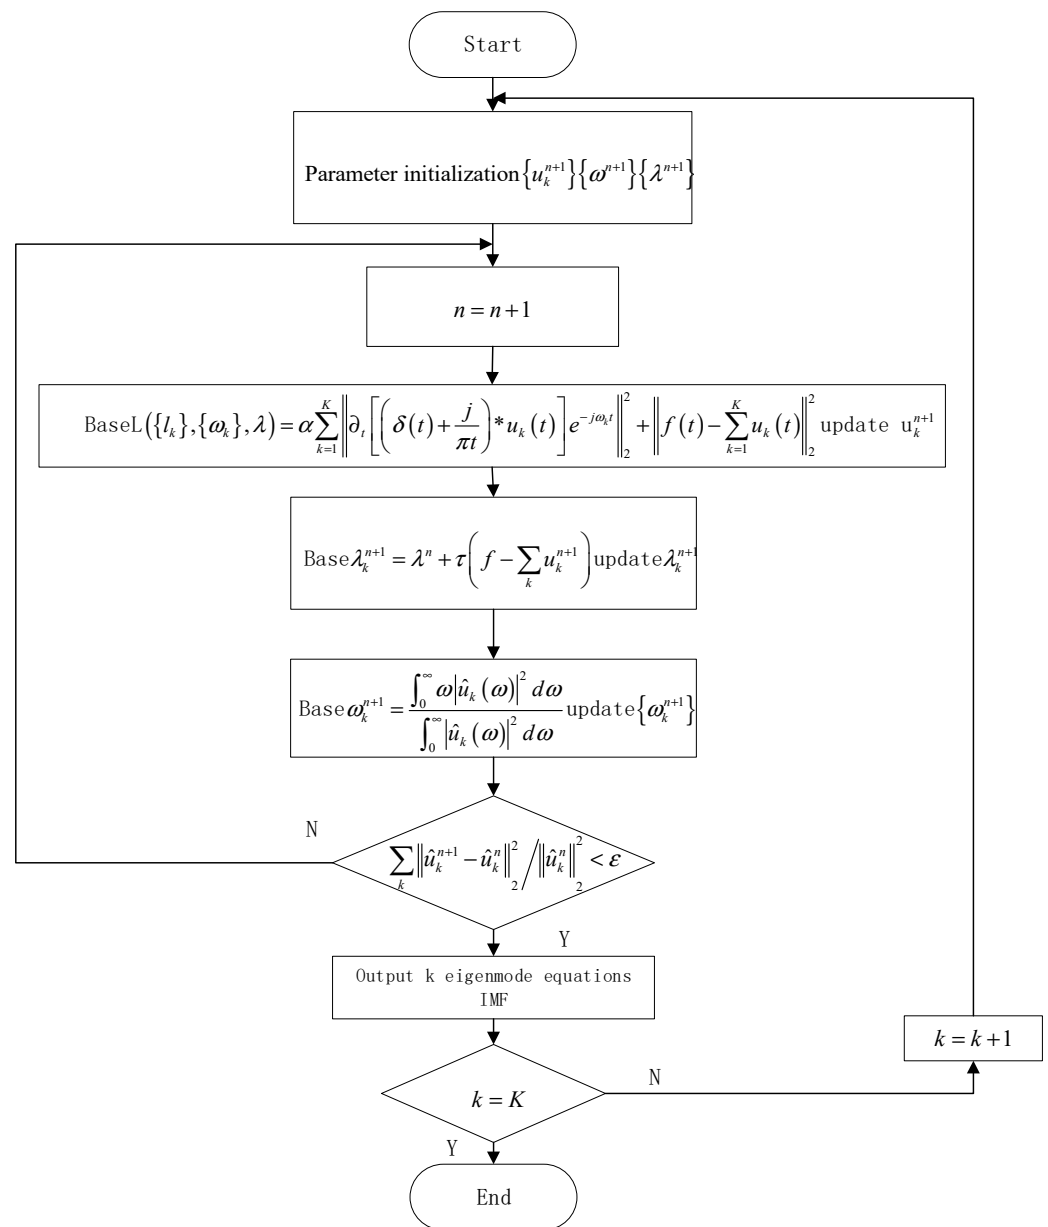 Start
Parameter initialization {u_k^{n+1}}{ω^{n+1}}{λ^{n+1}}
n = n+1
BaseL({l_k},{ω_k},λ) = α∑_{k=1}^{K} ‖∂_t[(δ(t)+j/πt)*u_k(t)]e^{-jω_k t}‖_2^2 + ‖f(t)−∑_{k=1}^{K} u_k(t)‖_2^2 update u_k^{n+1}
Base λ_k^{n+1} = λ^n + τ(f−∑_k u_k^{n+1}) update λ_k^{n+1}
Base ω_k^{n+1} = ∫_0^∞ ω|û_k(ω)|^2 dω / ∫_0^∞ |û_k(ω)|^2 dω update {ω_k^{n+1}}
N
∑_k ‖û_k^{n+1} − û_k^n‖_2^2 / ‖û_k^n‖_2^2 < ε
Y
Output k eigenmode equations
IMF
k = k+1
N
k = K
Y
End